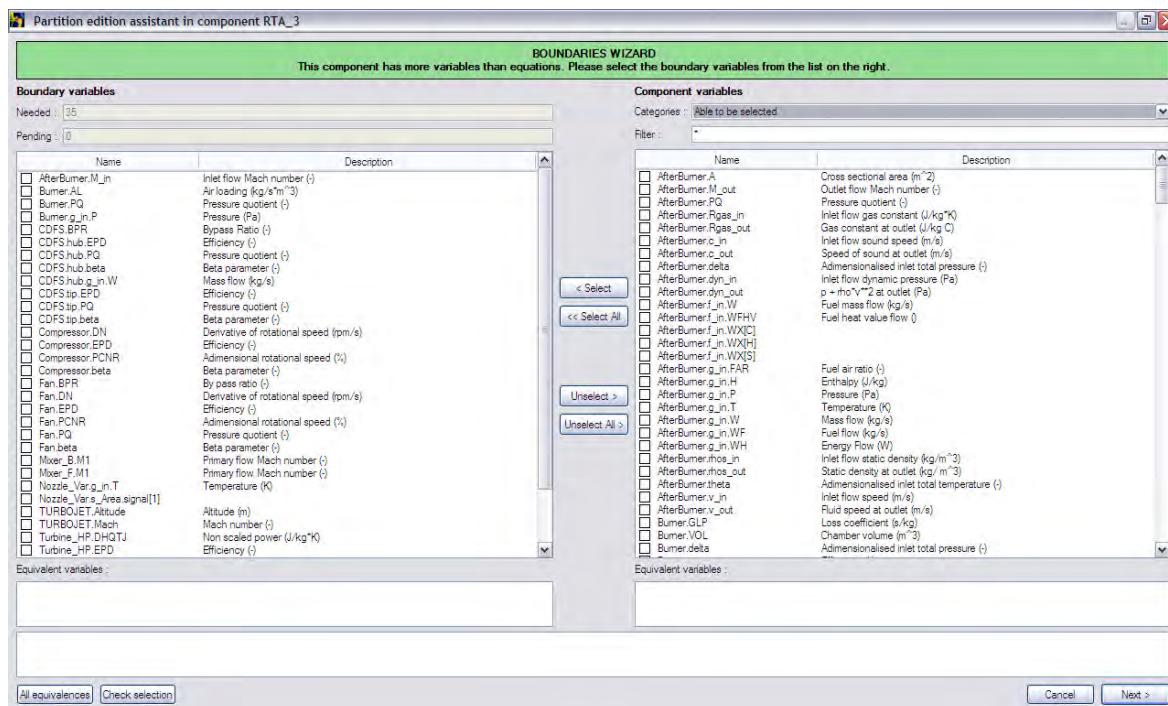 Partition edition assistant in component RTA_3
BOUNDARIES WIZARD
This component has more variables than equations. Please select the boundary variables from the list on the right.
Boundary variables
Needed : 35
Pending : 0
Name Description
AfterBurner.M_in Inlet flow Mach number (-)
Burner.AL Air loading (kg/s*m^3)
Burner.PQ Pressure quotient (-)
Burner.g_in.P Pressure (Pa)
CDFS.BPR Bypass Ratio (-)
CDFS.hub.EPD Efficiency (-)
CDFS.hub.PQ Pressure quotient (-)
CDFS.hub.beta Beta parameter (-)
CDFS.hub.g_in.W Mass flow (kg/s)
CDFS.tip.EPD Efficiency (-)
CDFS.tip.PQ Pressure quotient (-)
CDFS.tip.beta Beta parameter (-)
Compressor.DN Derivative of rotational speed (rpm/s)
Compressor.EPD Efficiency (-)
Compressor.PCNR Adimensional rotational speed (%)
Compressor.beta Beta parameter (-)
Fan.BPR By pass ratio (-)
Fan.DN Derivative of rotational speed (rpm/s)
Fan.EPD Efficiency (-)
Fan.PCNR Adimensional rotational speed (%)
Fan.PQ Pressure quotient (-)
Fan.beta Beta parameter (-)
Mixer_B.M1 Primary flow Mach number (-)
Mixer_F.M1 Primary flow Mach number (-)
Nozzle_Var.g_in.T Temperature (K)
Nozzle_Var.s_Area.signal[1]
TURBOJET.Altitude Altitude (m)
TURBOJET.Mach Mach number (-)
Turbine_HP.DHQTJ Non scaled power (J/kg*K)
Turbine_HP.EPD Efficiency (-)
Equivalent variables :
< Select
<< Select All
Unselect >
Unselect All >
Component variables
Categories : Able to be selected
Filter : *
Name Description
AfterBurner.A Cross sectional area (m^2)
AfterBurner.M_out Outlet flow Mach number (-)
AfterBurner.PQ Pressure quotient (-)
AfterBurner.Rgas_in Inlet flow gas constant (J/kg*K)
AfterBurner.Rgas_out Gas constant at outlet (J/kg C)
AfterBurner.c_in Inlet flow sound speed (m/s)
AfterBurner.c_out Speed of sound at outlet (m/s)
AfterBurner.delta Adimensionalised inlet total pressure (-)
AfterBurner.dyn_in Inlet flow dynamic pressure (Pa)
AfterBurner.dyn_out p + rho*v**2 at outlet (Pa)
AfterBurner.f_in.W Fuel mass flow (kg/s)
AfterBurner.f_in.WFHV Fuel heat value flow ()
AfterBurner.f_in.WX[C]
AfterBurner.f_in.WX[H]
AfterBurner.f_in.WX[S]
AfterBurner.g_in.FAR Fuel air ratio (-)
AfterBurner.g_in.H Enthalpy (J/kg)
AfterBurner.g_in.P Pressure (Pa)
AfterBurner.g_in.T Temperature (K)
AfterBurner.g_in.W Mass flow (kg/s)
AfterBurner.g_in.WF Fuel flow (kg/s)
AfterBurner.g_in.WH Energy Flow (W)
AfterBurner.rhos_in Inlet flow static density (kg/m^3)
AfterBurner.rhos_out Static density at outlet (kg/ m^3)
AfterBurner.theta Adimensionalised inlet total temperature (-)
AfterBurner.v_in Inlet flow speed (m/s)
AfterBurner.v_out Fluid speed at outlet (m/s)
Burner.GLP Loss coefficient (s/kg)
Burner.VOL Chamber volume (m^3)
Burner.delta Adimensionalised inlet total pressure (-)
Equivalent variables :
All equivalences Check selection Cancel Next >